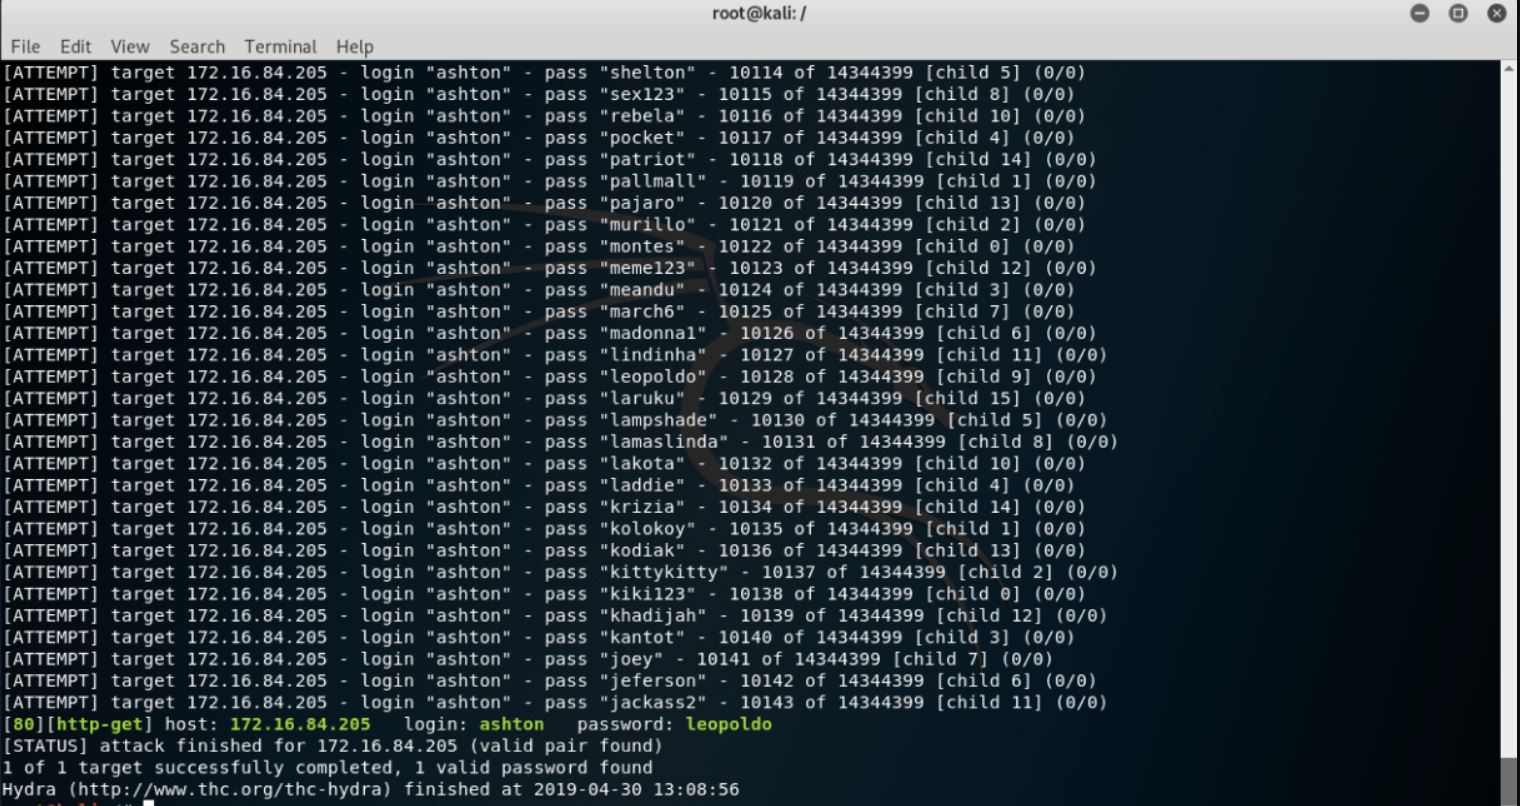 root@kali: /
File Edit View Search Terminal Help
[ATTEMPT] target 172.16.84.205 - login "ashton" - pass "shelton" - 10114 of 14344399 [child 5] (0/0)
[ATTEMPT] target 172.16.84.205 - login "ashton" - pass "sex123" - 10115 of 14344399 [child 8] (0/0)
[ATTEMPT] target 172.16.84.205 - login "ashton" - pass "rebela" - 10116 of 14344399 [child 10] (0/0)
[ATTEMPT] target 172.16.84.205 - login "ashton" - pass "pocket" - 10117 of 14344399 [child 4] (0/0)
[ATTEMPT] target 172.16.84.205 - login "ashton" - pass "patriot" - 10118 of 14344399 [child 14] (0/0)
[ATTEMPT] target 172.16.84.205 - login "ashton" - pass "pallmall" - 10119 of 14344399 [child 1] (0/0)
[ATTEMPT] target 172.16.84.205 - login "ashton" - pass "pajaro" - 10120 of 14344399 [child 13] (0/0)
[ATTEMPT] target 172.16.84.205 - login "ashton" - pass "murillo" - 10121 of 14344399 [child 2] (0/0)
[ATTEMPT] target 172.16.84.205 - login "ashton" - pass "montes" - 10122 of 14344399 [child 0] (0/0)
[ATTEMPT] target 172.16.84.205 - login "ashton" - pass "meme123" - 10123 of 14344399 [child 12] (0/0)
[ATTEMPT] target 172.16.84.205 - login "ashton" - pass "meandu" - 10124 of 14344399 [child 3] (0/0)
[ATTEMPT] target 172.16.84.205 - login "ashton" - pass "march6" - 10125 of 14344399 [child 7] (0/0)
[ATTEMPT] target 172.16.84.205 - login "ashton" - pass "madonna1" - 10126 of 14344399 [child 6] (0/0)
[ATTEMPT] target 172.16.84.205 - login "ashton" - pass "lindinha" - 10127 of 14344399 [child 11] (0/0)
[ATTEMPT] target 172.16.84.205 - login "ashton" - pass "leopoldo" - 10128 of 14344399 [child 9] (0/0)
[ATTEMPT] target 172.16.84.205 - login "ashton" - pass "laruku" - 10129 of 14344399 [child 15] (0/0)
[ATTEMPT] target 172.16.84.205 - login "ashton" - pass "lampshade" - 10130 of 14344399 [child 5] (0/0)
[ATTEMPT] target 172.16.84.205 - login "ashton" - pass "lamaslinda" - 10131 of 14344399 [child 8] (0/0)
[ATTEMPT] target 172.16.84.205 - login "ashton" - pass "lakota" - 10132 of 14344399 [child 10] (0/0)
[ATTEMPT] target 172.16.84.205 - login "ashton" - pass "laddie" - 10133 of 14344399 [child 4] (0/0)
[ATTEMPT] target 172.16.84.205 - login "ashton" - pass "krizia" - 10134 of 14344399 [child 14] (0/0)
[ATTEMPT] target 172.16.84.205 - login "ashton" - pass "kolokoy" - 10135 of 14344399 [child 1] (0/0)
[ATTEMPT] target 172.16.84.205 - login "ashton" - pass "kodiak" - 10136 of 14344399 [child 13] (0/0)
[ATTEMPT] target 172.16.84.205 - login "ashton" - pass "kittykitty" - 10137 of 14344399 [child 2] (0/0)
[ATTEMPT] target 172.16.84.205 - login "ashton" - pass "kiki123" - 10138 of 14344399 [child 0] (0/0)
[ATTEMPT] target 172.16.84.205 - login "ashton" - pass "khadijah" - 10139 of 14344399 [child 12] (0/0)
[ATTEMPT] target 172.16.84.205 - login "ashton" - pass "kantot" - 10140 of 14344399 [child 3] (0/0)
[ATTEMPT] target 172.16.84.205 - login "ashton" - pass "joey" - 10141 of 14344399 [child 7] (0/0)
[ATTEMPT] target 172.16.84.205 - login "ashton" - pass "jeferson" - 10142 of 14344399 [child 6] (0/0)
[ATTEMPT] target 172.16.84.205 - login "ashton" - pass "jackass2" - 10143 of 14344399 [child 11] (0/0)
[80][http-get] host: 172.16.84.205 login: ashton password: leopoldo
[STATUS] attack finished for 172.16.84.205 (valid pair found)
1 of 1 target successfully completed, 1 valid password found
Hydra (http://www.thc.org/thc-hydra) finished at 2019-04-30 13:08:56